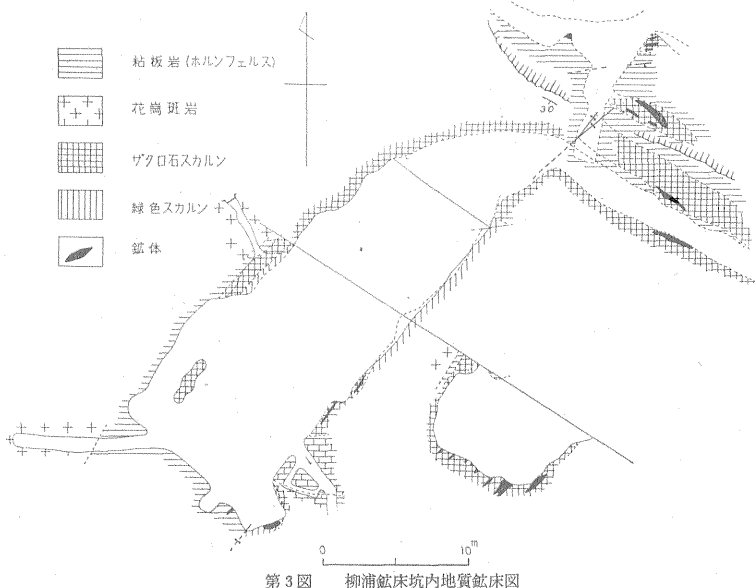 粘板岩(ホルンフェルス)
花崗斑岩
ザクロ石スカルン
緑色スカルン
鉱体
30
0 10m
第3図 柳浦鉱床坑内地質鉱床図